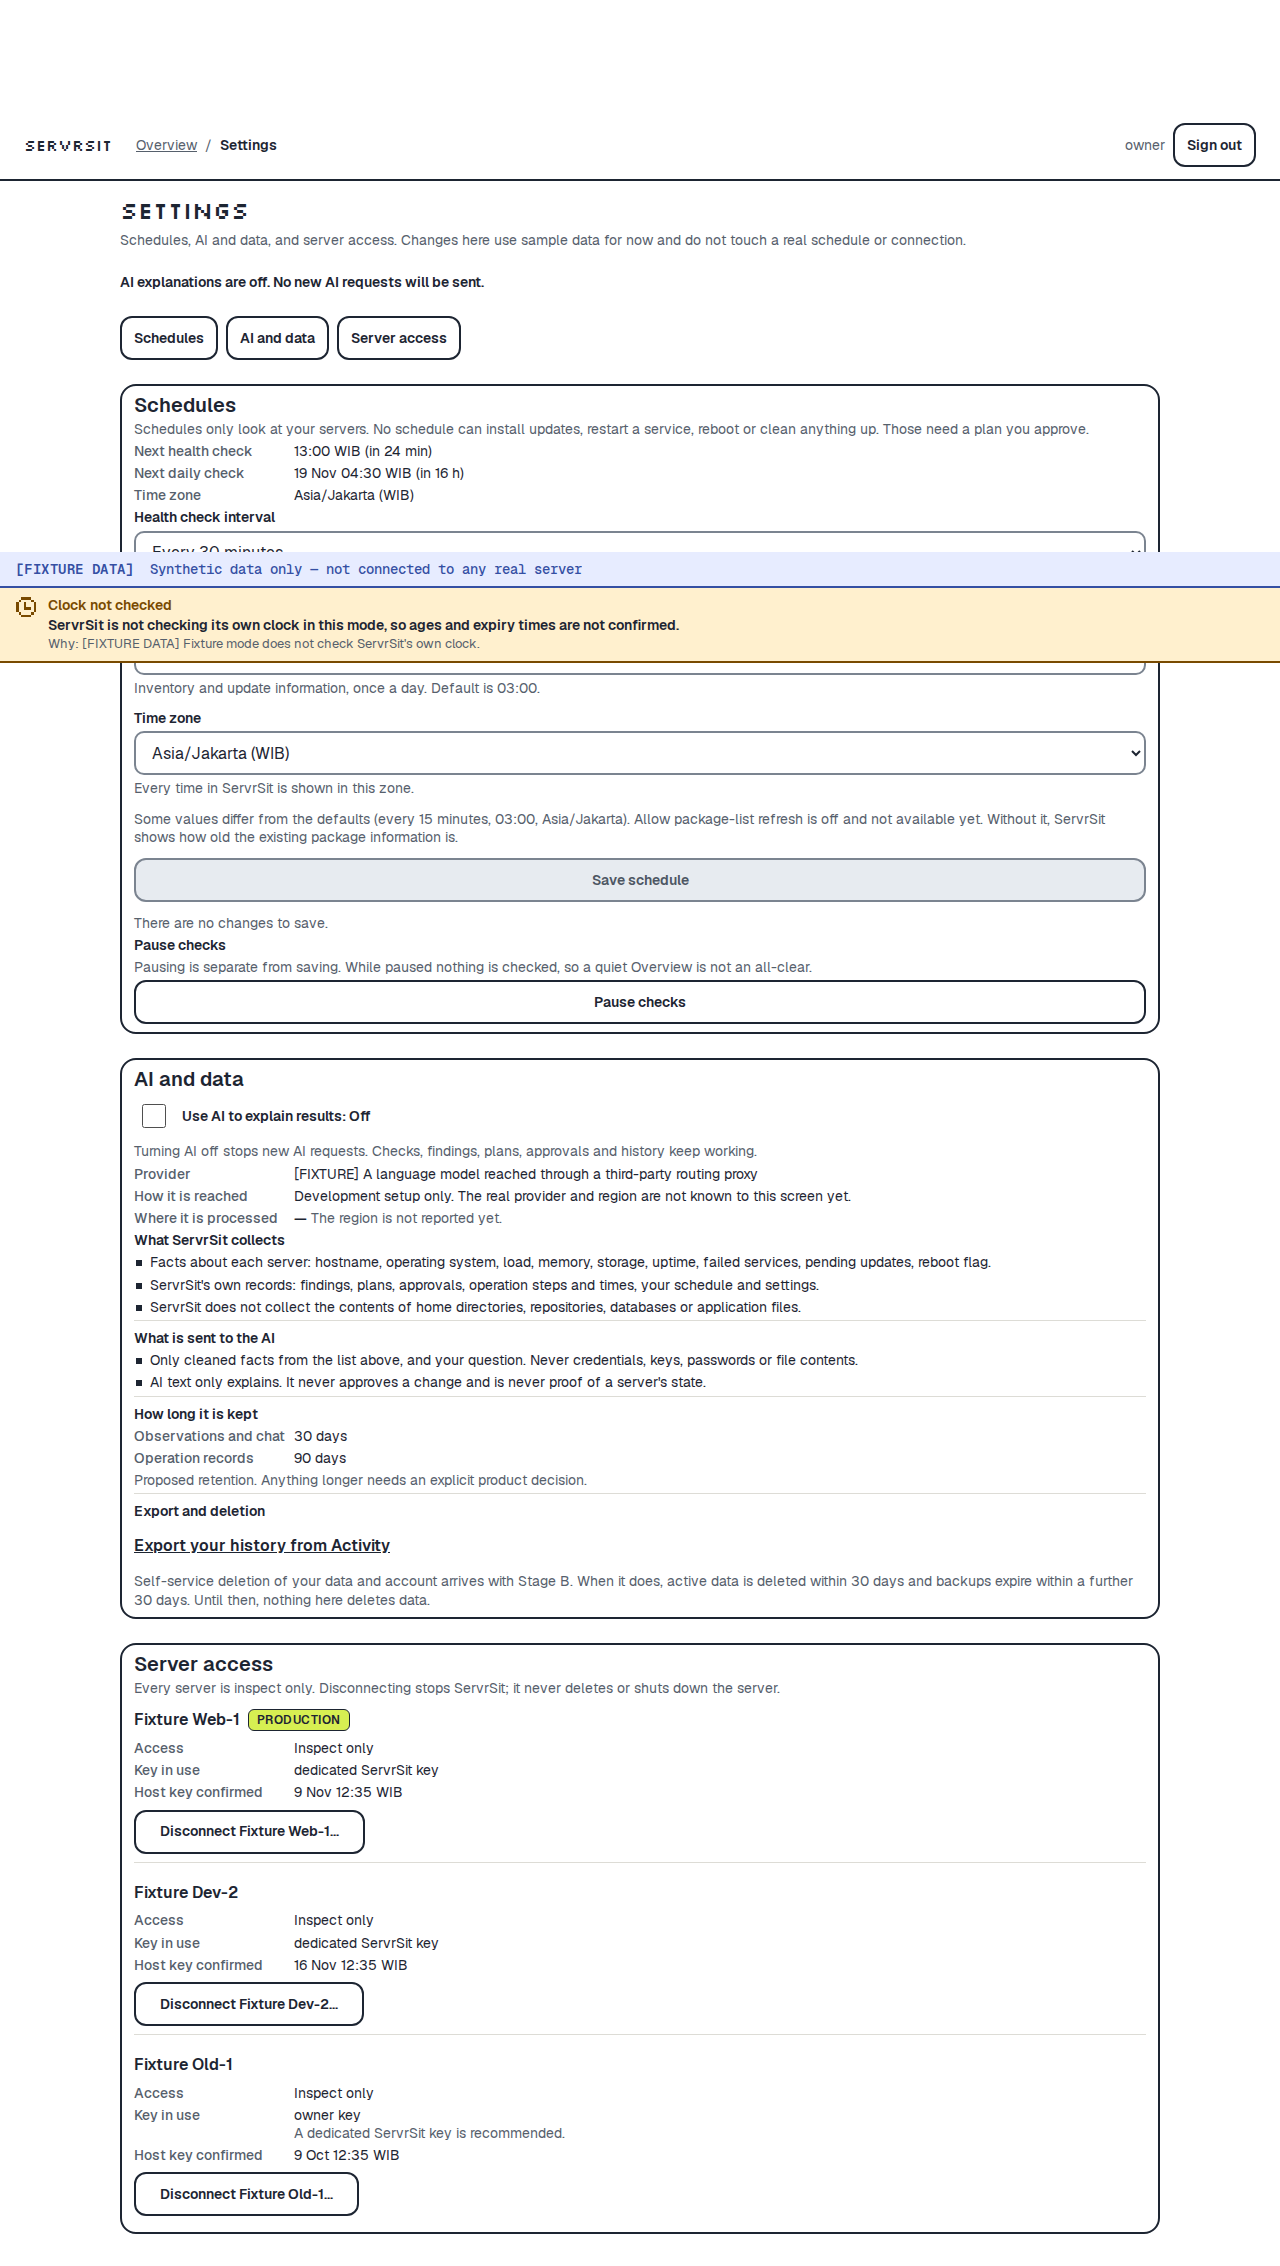 SERVRSIT Overview / Settings owner Sign out
SETTINGS
Schedules, AI and data, and server access. Changes here use sample data for now and do not touch a real schedule or connection.
AI explanations are off. No new AI requests will be sent.
Schedules AI and data Server access
Schedules
Schedules only look at your servers. No schedule can install updates, restart a service, reboot or clean anything up. Those need a plan you approve.
Next health check 13:00 WIB (in 24 min)
Next daily check 19 Nov 04:30 WIB (in 16 h)
Time zone Asia/Jakarta (WIB)
Health check interval
Every 30 minutes
[FIXTURE DATA] Synthetic data only — not connected to any real server
Clock not checked
ServrSit is not checking its own clock in this mode, so ages and expiry times are not confirmed.
Why: [FIXTURE DATA] Fixture mode does not check ServrSit's own clock.
Inventory and update information, once a day. Default is 03:00.
Time zone
Asia/Jakarta (WIB)
Every time in ServrSit is shown in this zone.
Some values differ from the defaults (every 15 minutes, 03:00, Asia/Jakarta). Allow package-list refresh is off and not available yet. Without it, ServrSit
shows how old the existing package information is.
Save schedule
There are no changes to save.
Pause checks
Pausing is separate from saving. While paused nothing is checked, so a quiet Overview is not an all-clear.
Pause checks
AI and data
Use AI to explain results: Off
Turning AI off stops new AI requests. Checks, findings, plans, approvals and history keep working.
Provider [FIXTURE] A language model reached through a third-party routing proxy
How it is reached Development setup only. The real provider and region are not known to this screen yet.
Where it is processed — The region is not reported yet.
What ServrSit collects
Facts about each server: hostname, operating system, load, memory, storage, uptime, failed services, pending updates, reboot flag.
ServrSit's own records: findings, plans, approvals, operation steps and times, your schedule and settings.
ServrSit does not collect the contents of home directories, repositories, databases or application files.
What is sent to the AI
Only cleaned facts from the list above, and your question. Never credentials, keys, passwords or file contents.
AI text only explains. It never approves a change and is never proof of a server's state.
How long it is kept
Observations and chat 30 days
Operation records 90 days
Proposed retention. Anything longer needs an explicit product decision.
Export and deletion
Export your history from Activity
Self-service deletion of your data and account arrives with Stage B. When it does, active data is deleted within 30 days and backups expire within a further
30 days. Until then, nothing here deletes data.
Server access
Every server is inspect only. Disconnecting stops ServrSit; it never deletes or shuts down the server.
Fixture Web-1 PRODUCTION
Access Inspect only
Key in use dedicated ServrSit key
Host key confirmed 9 Nov 12:35 WIB
Disconnect Fixture Web-1…
Fixture Dev-2
Access Inspect only
Key in use dedicated ServrSit key
Host key confirmed 16 Nov 12:35 WIB
Disconnect Fixture Dev-2…
Fixture Old-1
Access Inspect only
Key in use owner key
A dedicated ServrSit key is recommended.
Host key confirmed 9 Oct 12:35 WIB
Disconnect Fixture Old-1…